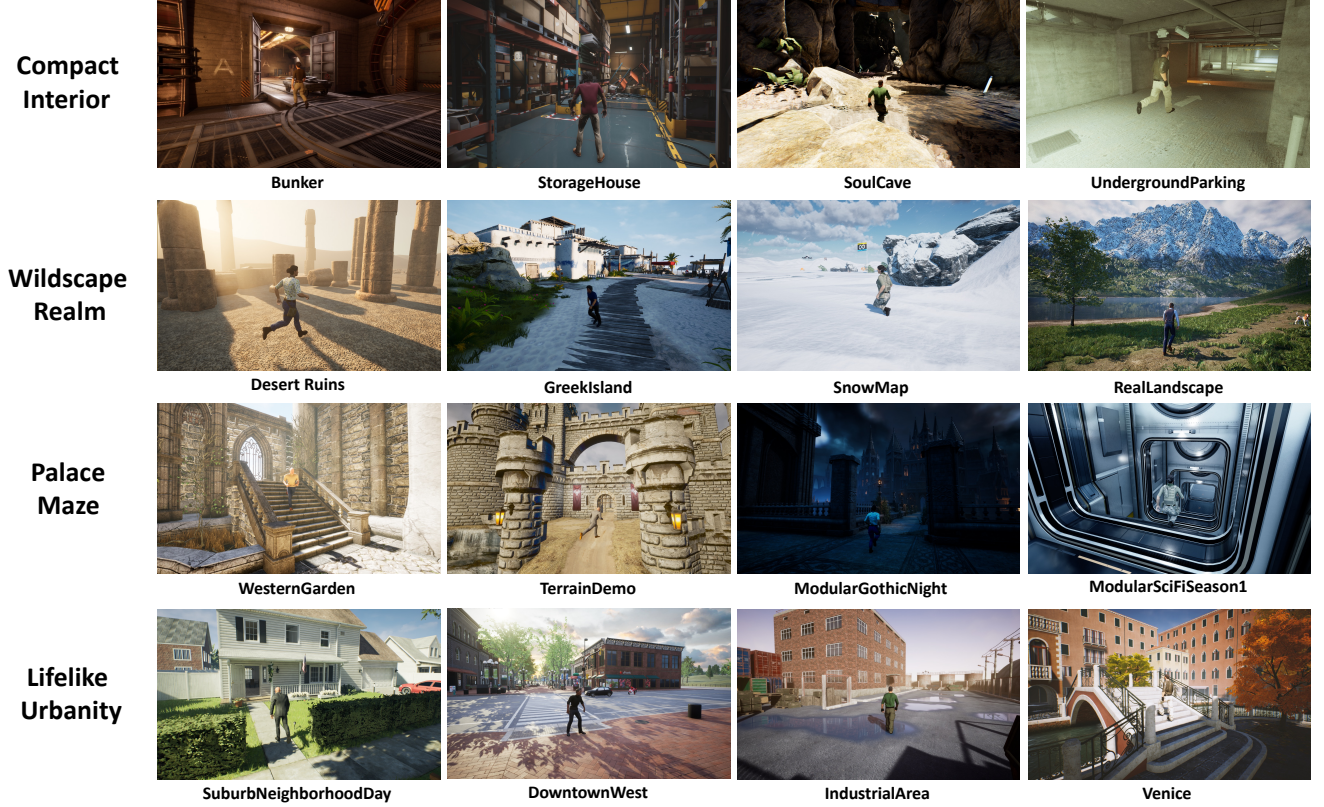 Compact
Interior
Bunker
StorageHouse
SoulCave
UndergroundParking
Wildscape
Realm
Desert Ruins
GreekIsland
SnowMap
RealLandscape
Palace
Maze
WesternGarden
TerrainDemo
ModularGothicNight
ModularSciFiSeason1
Lifelike
Urbanity
SuburbNeighborhoodDay
DowntownWest
IndustrialArea
Venice